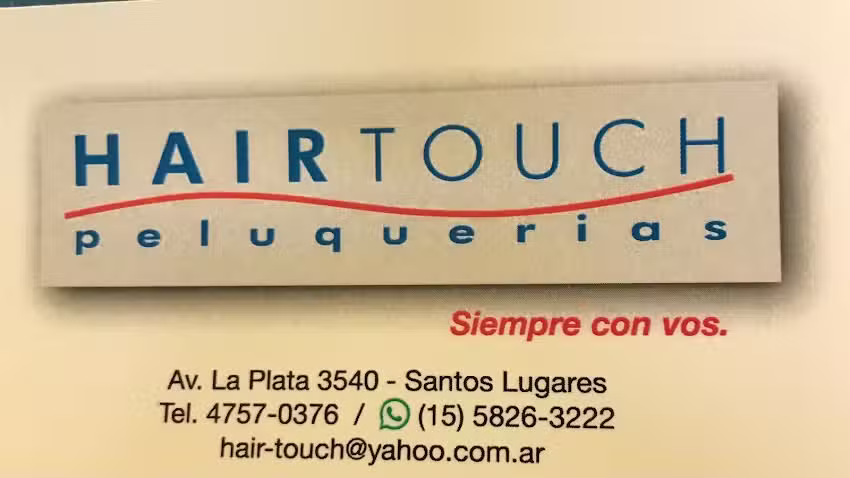 HAIRTOUCH
peluquerias
Siempre con vos.
Av. La Plata 3540 - Santos Lugares
Tel. 4757-0376 / (15) 5826-3222
hair-touch@yahoo.com.ar